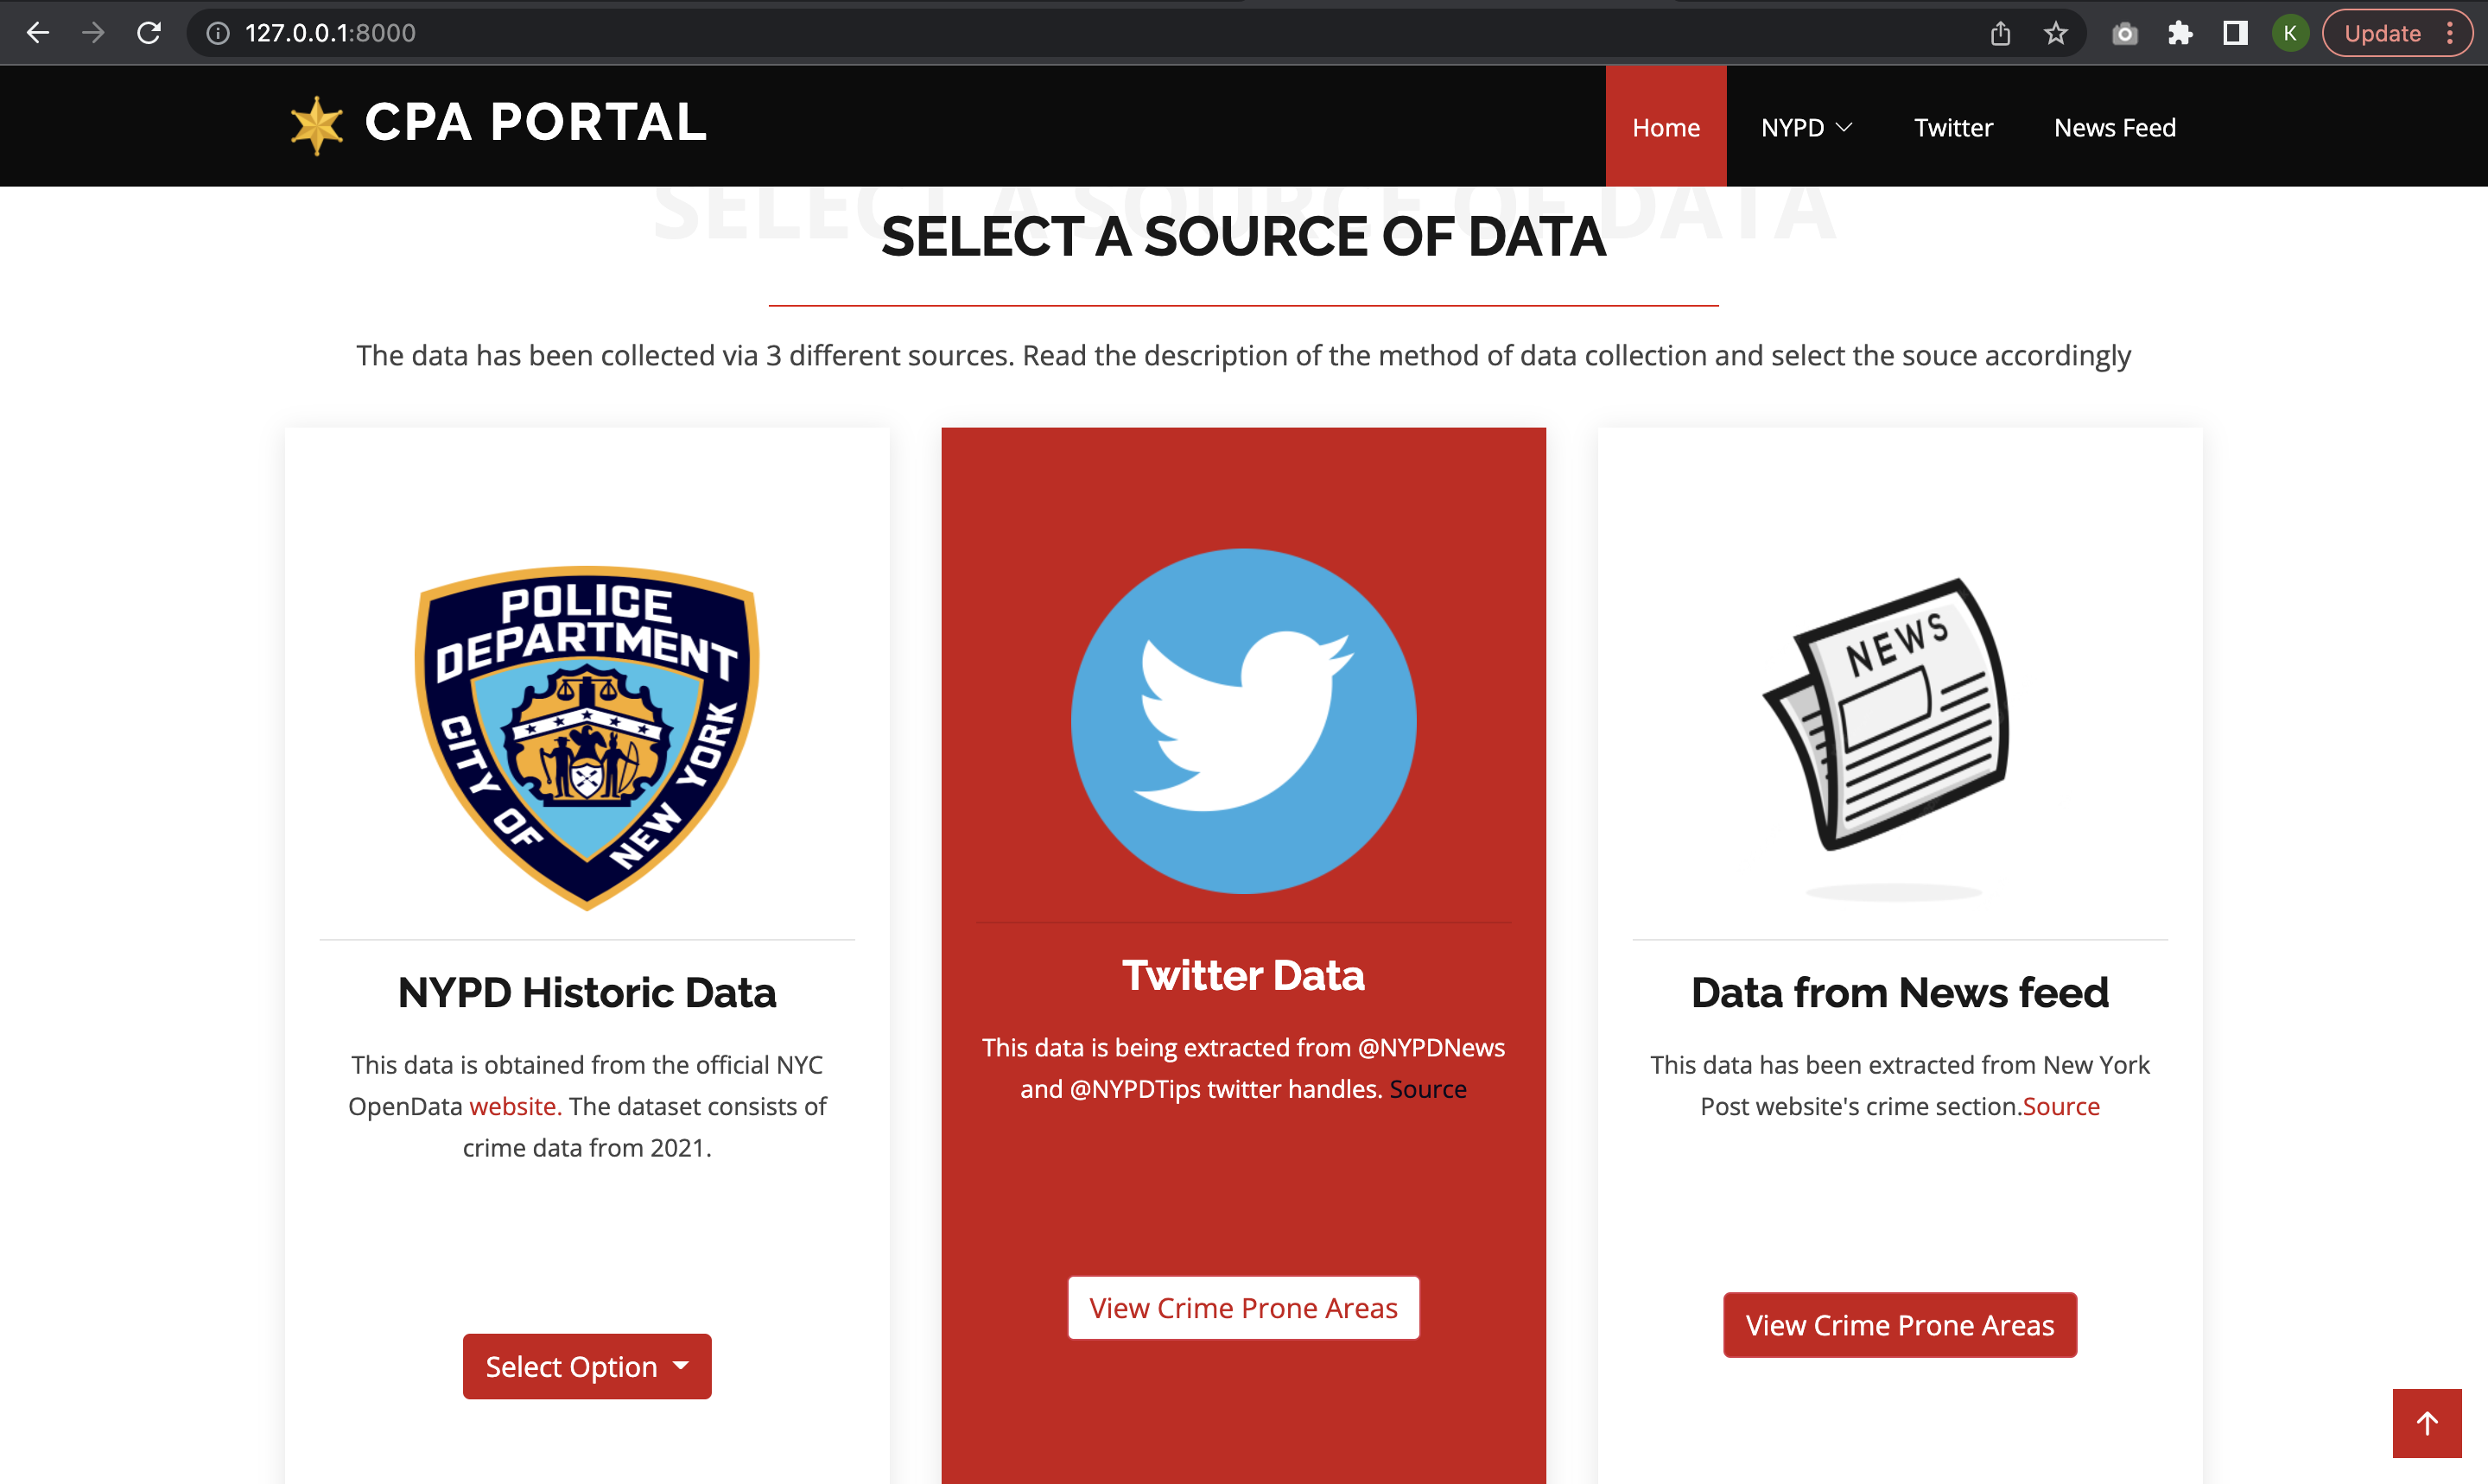 127.0.0.1:8000
K
Update
CPA PORTAL
Home
NYPD
Twitter
News Feed
SELECT A SOURCE OF DATA
SELECT A SOURCE OF DATA
The data has been collected via 3 different sources. Read the description of the method of data collection and select the souce accordingly
POLICE
DEPARTMENT
CITY OF
NEW YORK
NYPD Historic Data
This data is obtained from the official NYC
OpenData website. The dataset consists of
crime data from 2021.
Select Option
Twitter Data
This data is being extracted from @NYPDNews
and @NYPDTips twitter handles. Source
View Crime Prone Areas
NEWS
Data from News feed
This data has been extracted from New York
Post website's crime section.Source
View Crime Prone Areas